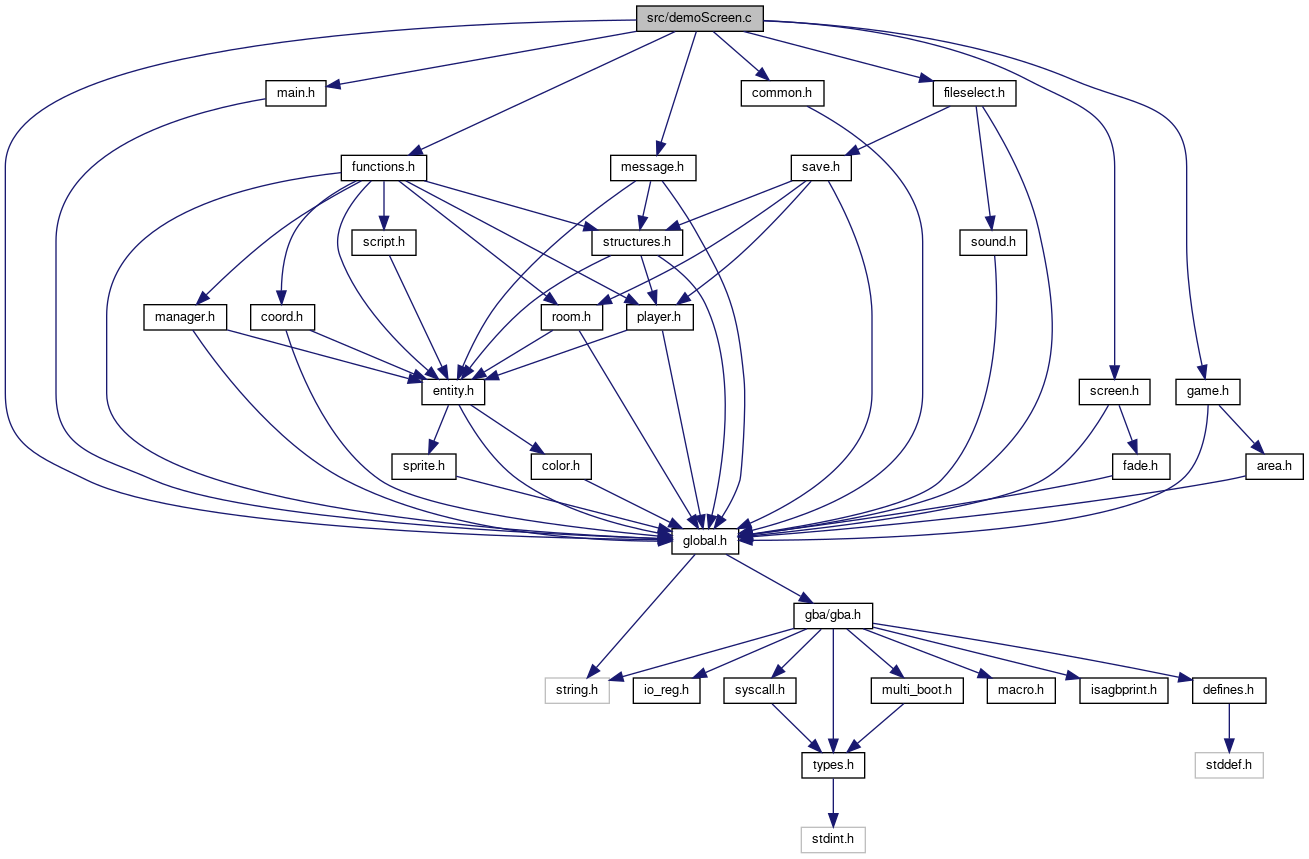 src/demoScreen.c
main.h
common.h
fileselect.h
functions.h
message.h
save.h
script.h
structures.h
sound.h
manager.h
coord.h
room.h
player.h
entity.h
screen.h
game.h
sprite.h
color.h
fade.h
area.h
global.h
gba/gba.h
string.h
io_reg.h
syscall.h
multi_boot.h
macro.h
isagbprint.h
defines.h
types.h
stddef.h
stdint.h